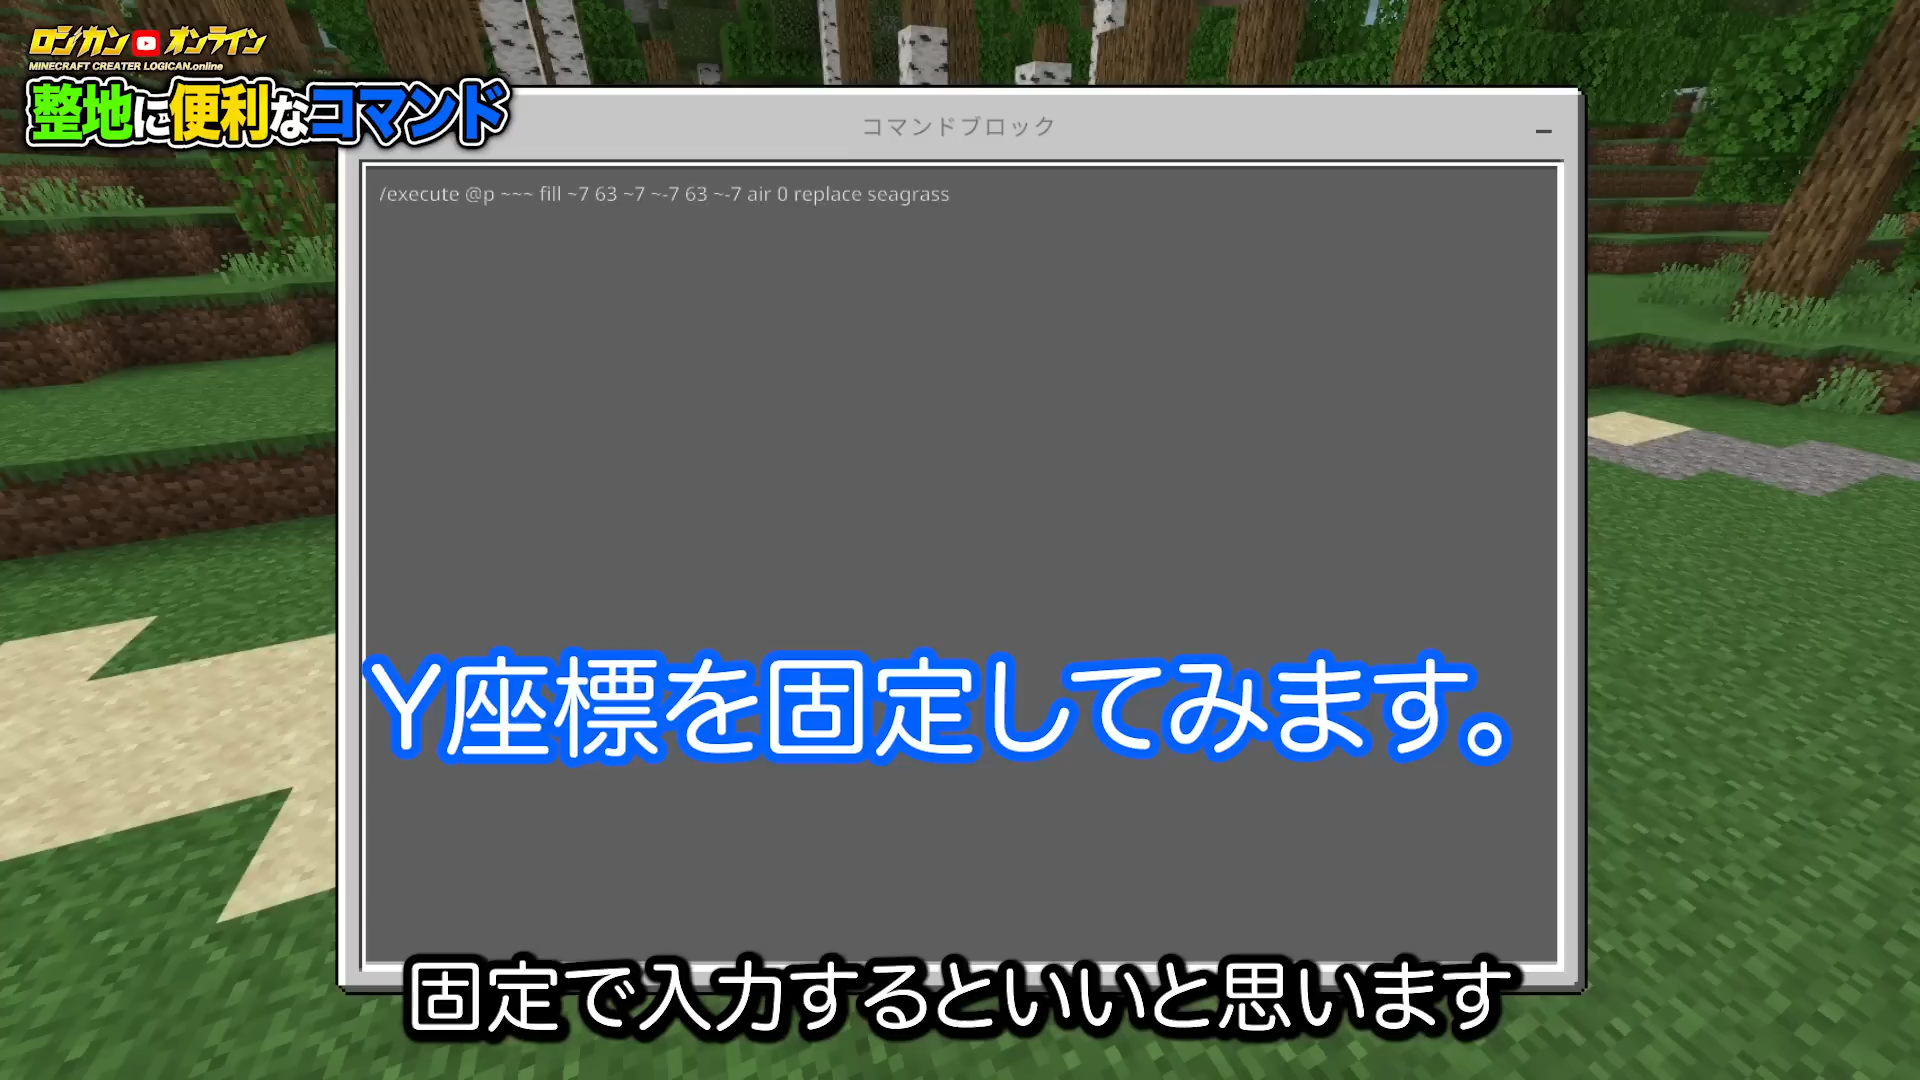 ロジカン オンライン
MINECRAFT CREATER LOGICAN.online
整地に便利なコマンド
コマンドブロック
/execute @p ~~~ fill ~7 63 ~7 ~-7 63 ~-7 air 0 replace seagrass
Y座標を固定してみます。
固定で入力するといいと思います